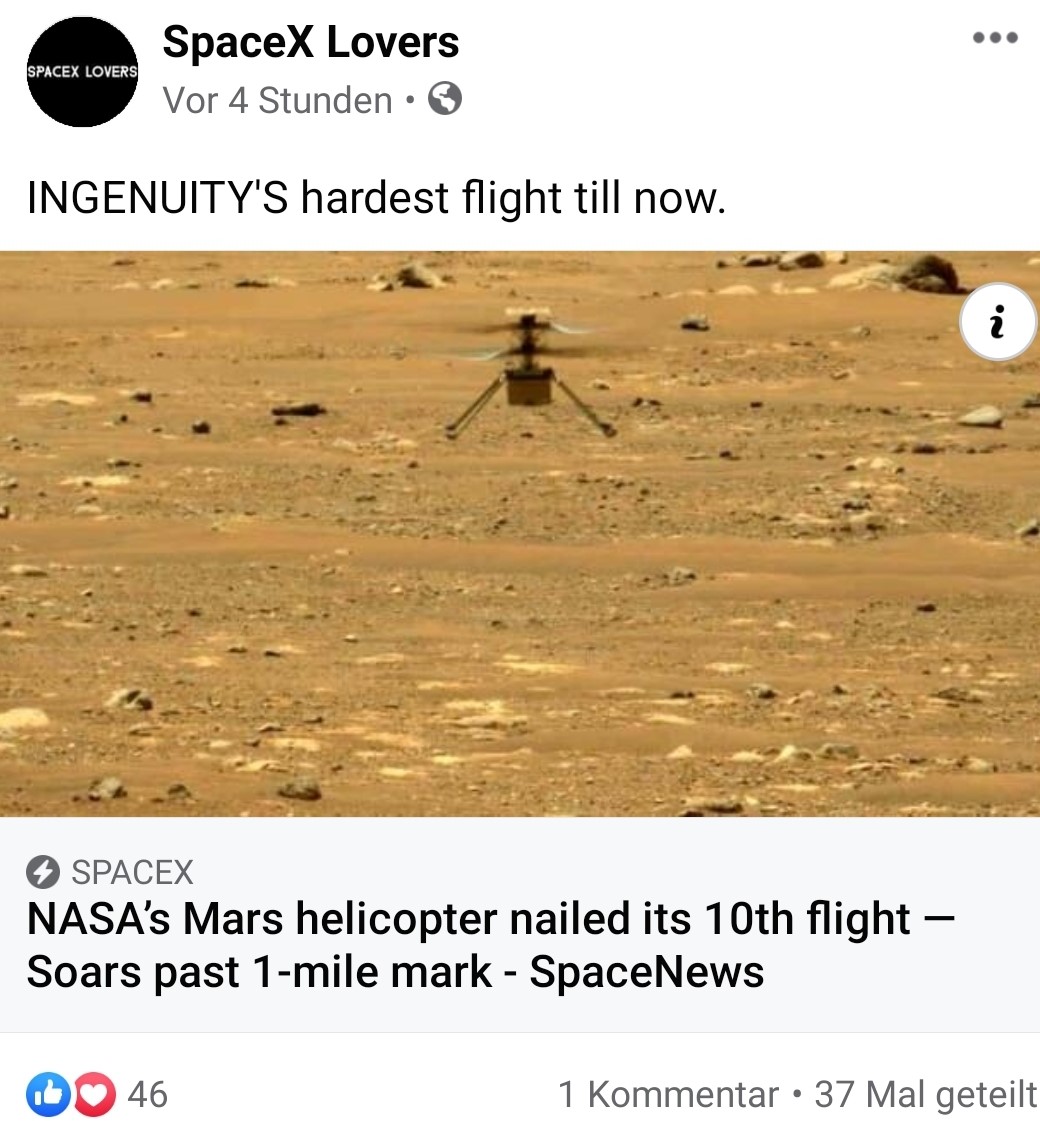 SPACEX LOVERS
SpaceX Lovers
Vor 4 Stunden •
INGENUITY'S hardest flight till now.
i
SPACEX
NASA’s Mars helicopter nailed its 10th flight —
Soars past 1-mile mark - SpaceNews
46
1 Kommentar • 37 Mal geteilt